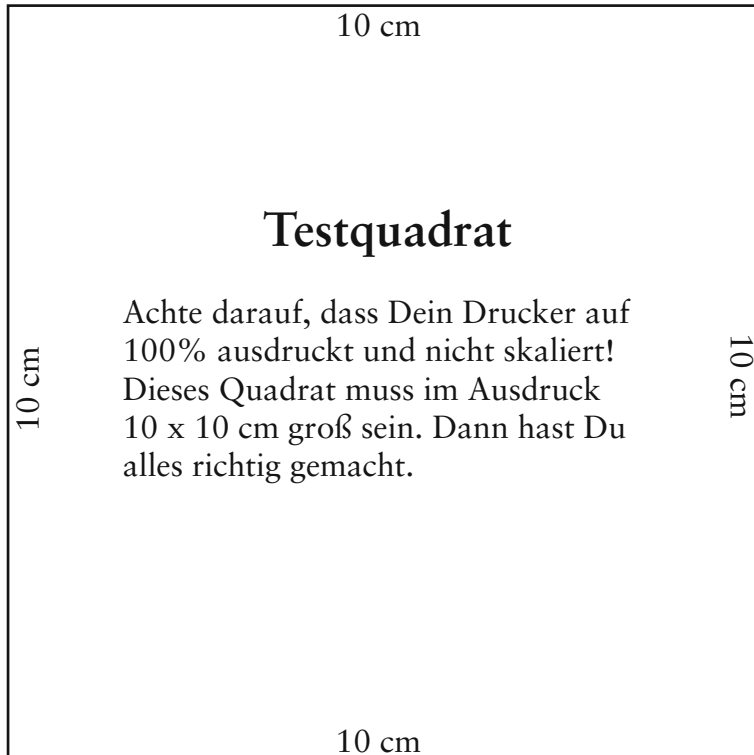 10 cm
Testquadrat
Achte darauf, dass Dein Drucker auf
100% ausdruckt und nicht skaliert!
Dieses Quadrat muss im Ausdruck
10 x 10 cm groß sein. Dann hast Du
alles richtig gemacht.
10 cm
10 cm
10 cm